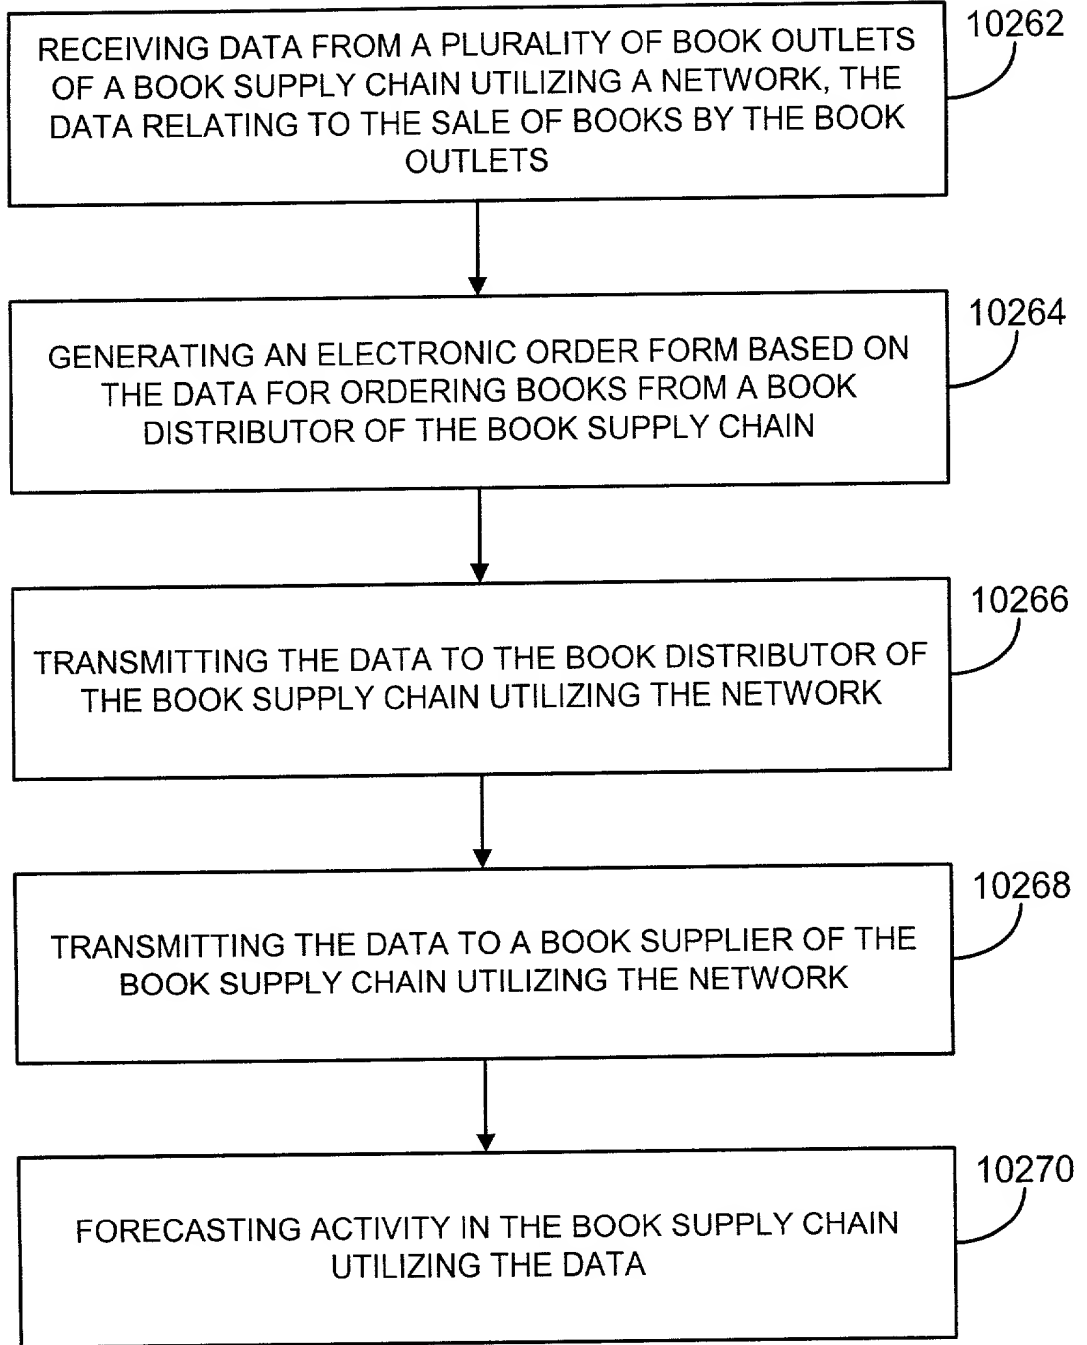 10262
RECEIVING DATA FROM A PLURALITY OF BOOK OUTLETS
OF A BOOK SUPPLY CHAIN UTILIZING A NETWORK, THE
DATA RELATING TO THE SALE OF BOOKS BY THE BOOK
OUTLETS
10264
GENERATING AN ELECTRONIC ORDER FORM BASED ON
THE DATA FOR ORDERING BOOKS FROM A BOOK
DISTRIBUTOR OF THE BOOK SUPPLY CHAIN
10266
TRANSMITTING THE DATA TO THE BOOK DISTRIBUTOR OF
THE BOOK SUPPLY CHAIN UTILIZING THE NETWORK
10268
TRANSMITTING THE DATA TO A BOOK SUPPLIER OF THE
BOOK SUPPLY CHAIN UTILIZING THE NETWORK
10270
FORECASTING ACTIVITY IN THE BOOK SUPPLY CHAIN
UTILIZING THE DATA